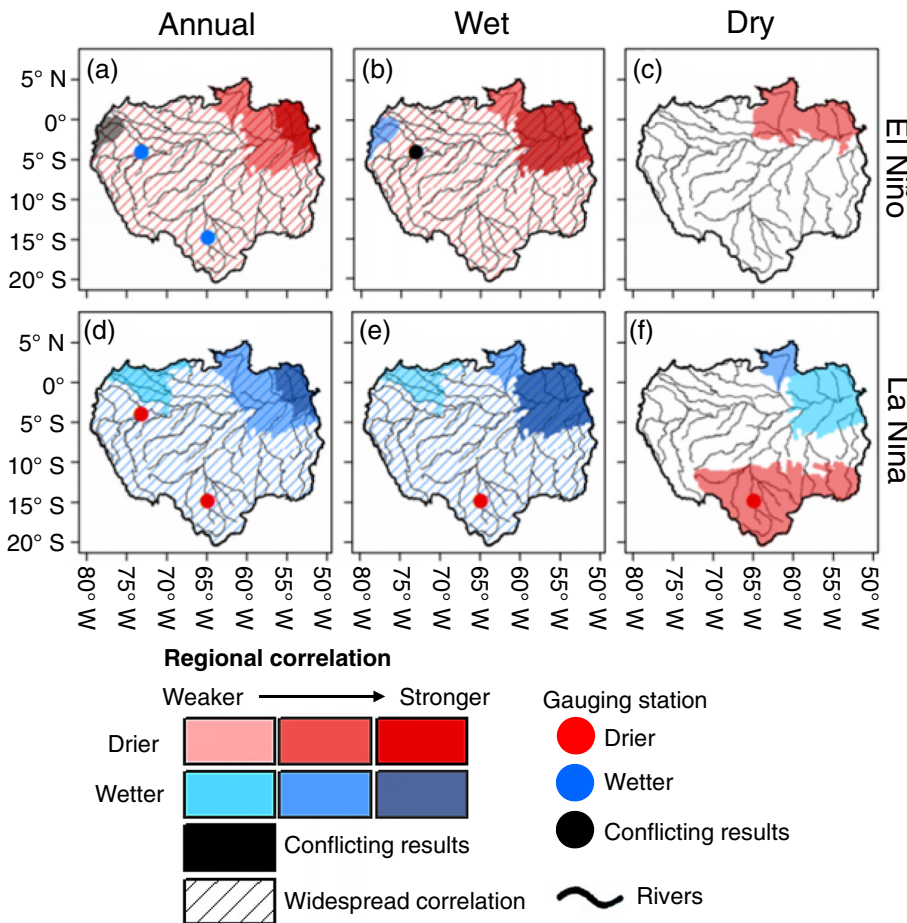 Annual Wet Dry
(a) (b) (c)
5° N
0°
5° S
10° S
15° S
20° S
El Niño
(d) (e) (f)
5° N
0°
5° S
10° S
15° S
20° S
La Nina
80° W 75° W 70° W 65° W 60° W 55° W 50° W 80° W 75° W 70° W 65° W 60° W 55° W 50° W 80° W 75° W 70° W 65° W 60° W 55° W 50° W
Regional correlation
Weaker Stronger
Drier
Wetter
Conflicting results
Widespread correlation
Gauging station
Drier
Wetter
Conflicting results
Rivers